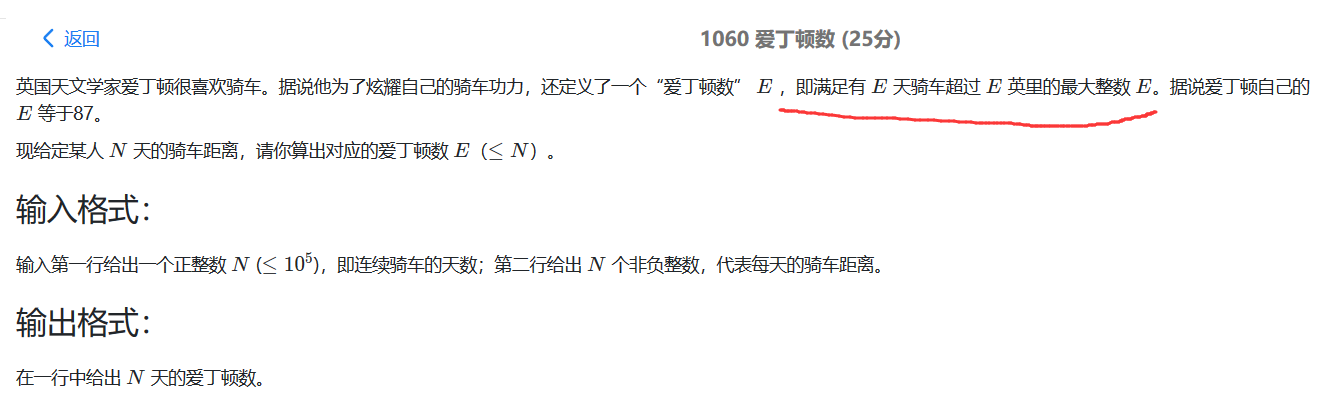 返回
1060 爱丁顿数 (25分)
英国天文学家爱丁顿很喜欢骑车。据说他为了炫耀自己的骑车功力，还定义了一个“爱丁顿数” E ，即满足有 E 天骑车超过 E 英里的最大整数 E。据说爱丁顿自己的
E 等于87。
现给定某人 N 天的骑车距离，请你算出对应的爱丁顿数 E（≤ N）。
输入格式：
输入第一行给出一个正整数 N (≤ 10⁵)，即连续骑车的天数；第二行给出 N 个非负整数，代表每天的骑车距离。
输出格式：
在一行中给出 N 天的爱丁顿数。